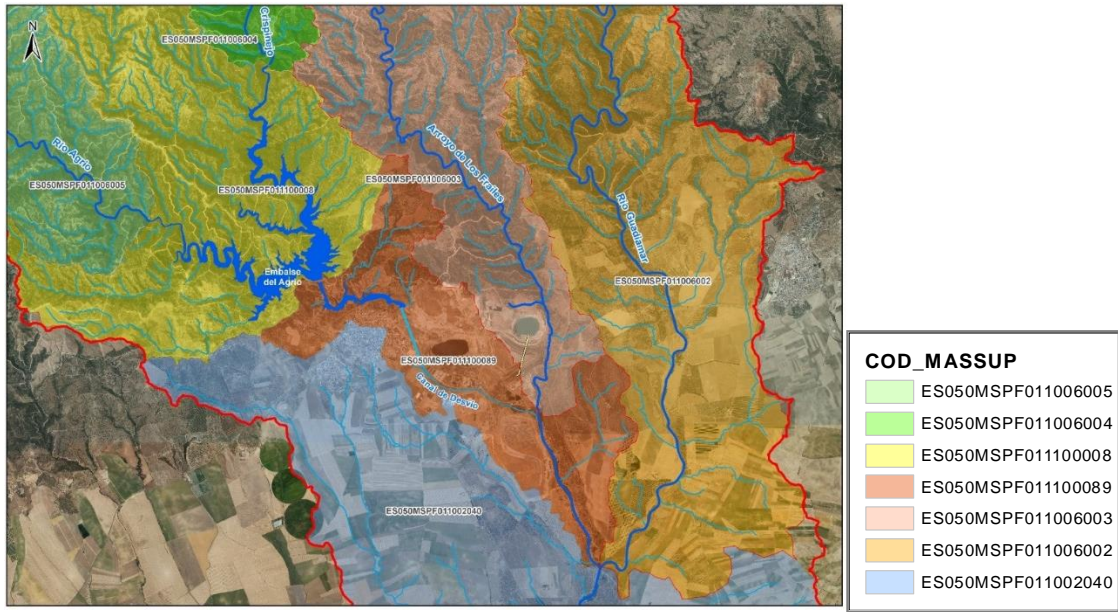 N
Crispinejo
ES050MSPF011006004
Río Agrio
ES050MSPF011006005
ES050MSPF011100008
ES050MSPF011006003
Arroyo de Los Frailes
Río Guadiamar
Embalse
del Agrio
ES050MSPF011006002
ES050MSPF011100089
Canal de Desvío
ES050MSPF011002040
COD_MASSUP
ES050MSPF011006005
ES050MSPF011006004
ES050MSPF011100008
ES050MSPF011100089
ES050MSPF011006003
ES050MSPF011006002
ES050MSPF011002040